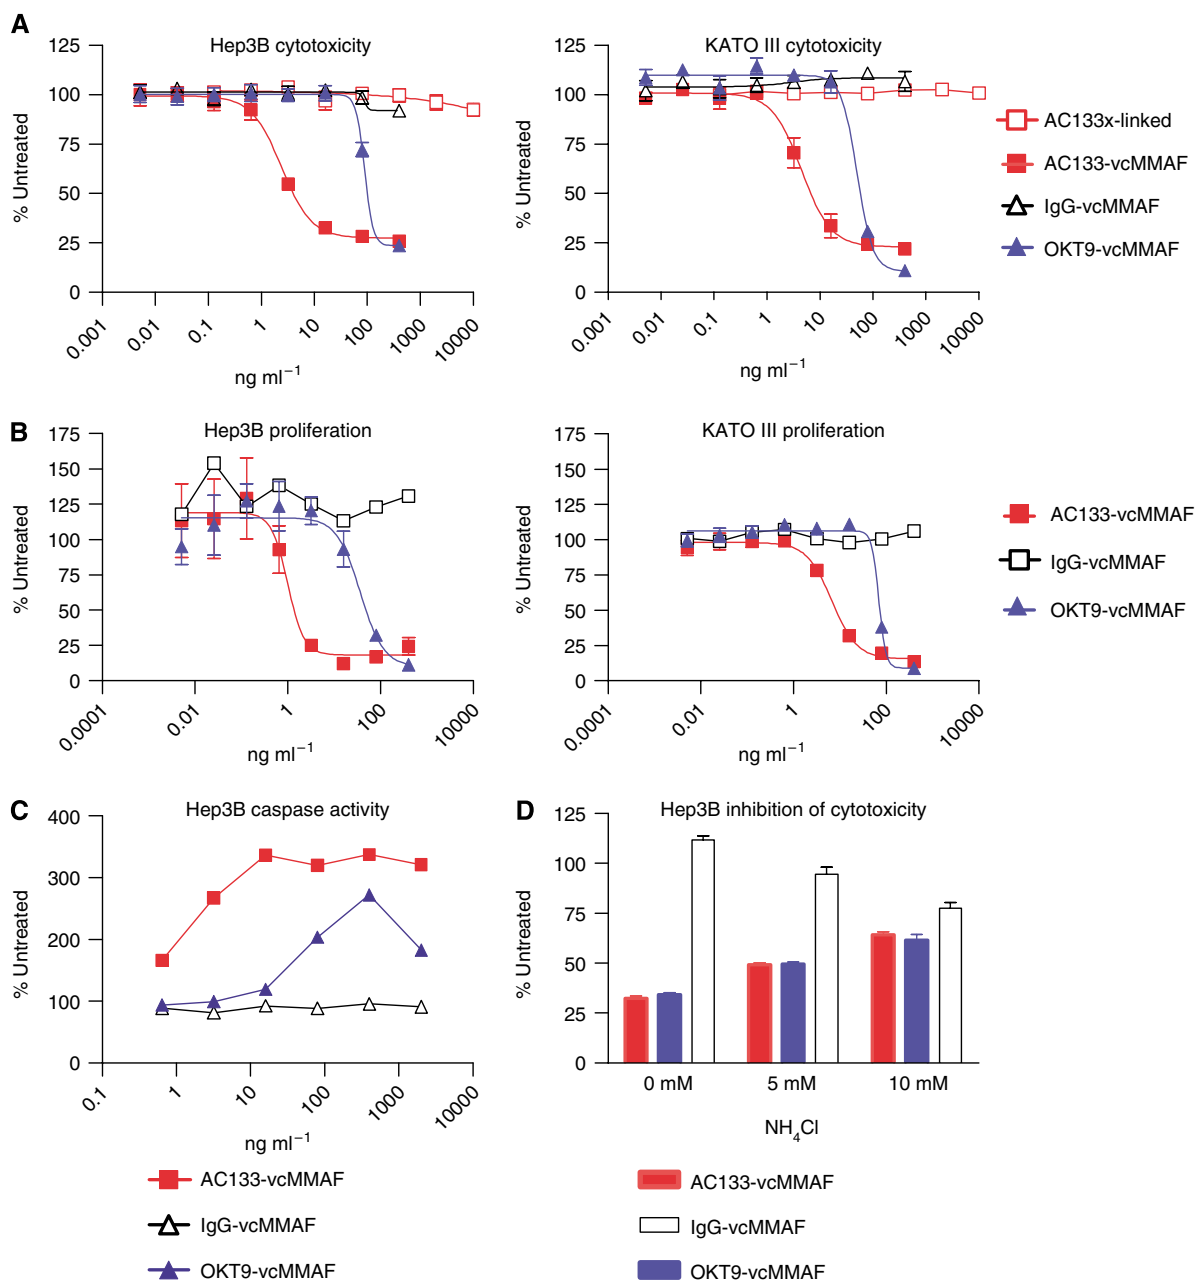 A
Hep3B cytotoxicity
% Untreated
125
100
75
50
25
0
0.001
0.01
0.1
1
10
100
1000
10000
ng ml⁻¹
KATO III cytotoxicity
% Untreated
125
100
75
50
25
0
0.001
0.01
0.1
1
10
100
1000
10000
ng ml⁻¹
AC133x-linked
AC133-vcMMAF
IgG-vcMMAF
OKT9-vcMMAF
B
Hep3B proliferation
% Untreated
175
150
125
100
75
50
25
0
0.0001
0.01
1
100
10000
ng ml⁻¹
KATO III proliferation
% Untreated
175
150
125
100
75
50
25
0
0.0001
0.01
1
100
10000
ng ml⁻¹
AC133-vcMMAF
IgG-vcMMAF
OKT9-vcMMAF
C
Hep3B caspase activity
% Untreated
400
300
200
100
0
0.1
1
10
100
1000
10000
ng ml⁻¹
AC133-vcMMAF
IgG-vcMMAF
OKT9-vcMMAF
D
Hep3B inhibition of cytotoxicity
% Untreated
125
100
75
50
25
0
0 mM
5 mM
10 mM
NH₄Cl
AC133-vcMMAF
IgG-vcMMAF
OKT9-vcMMAF